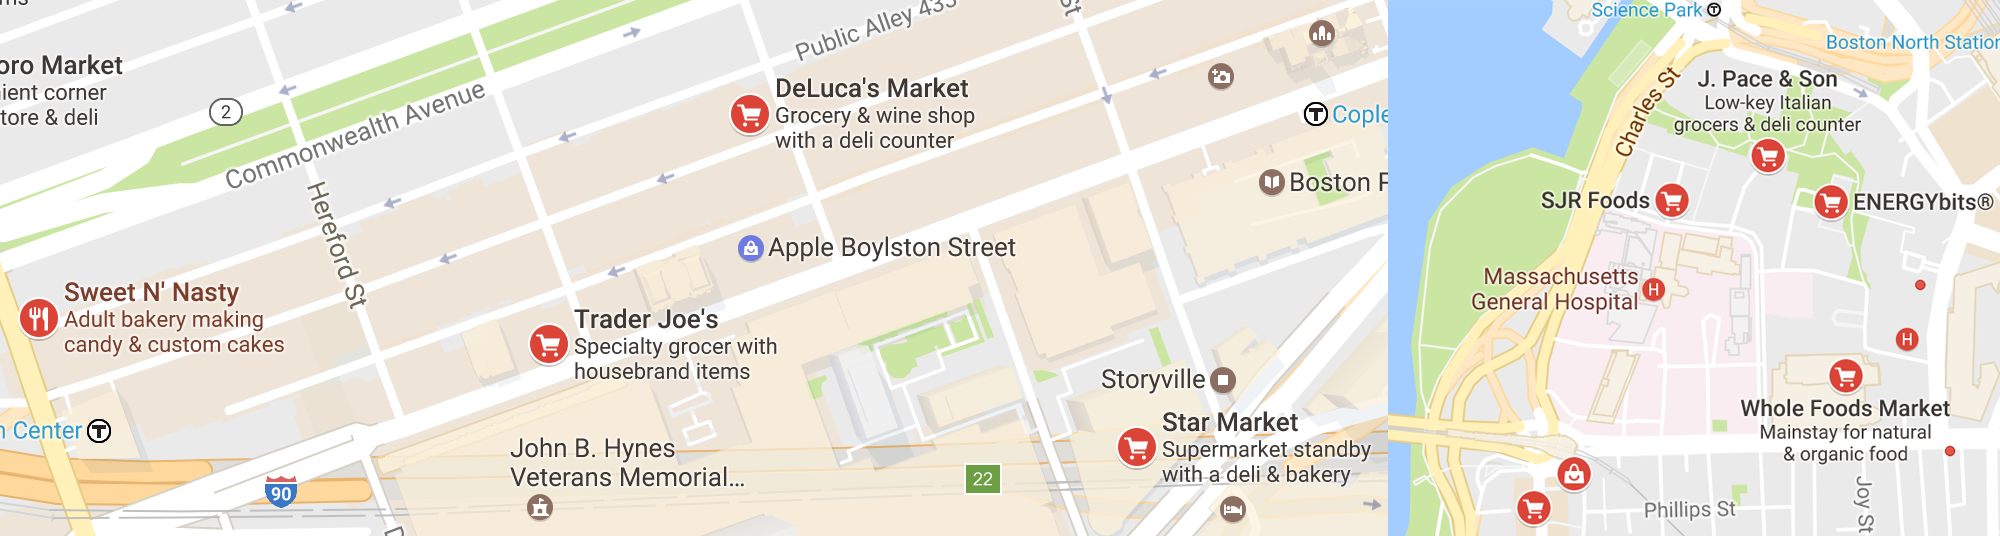 Public Alley 433
St
oro Market
ient corner
tore & deli
2
Commonwealth Avenue
DeLuca's Market
Grocery & wine shop
with a deli counter
Cople
Boston P
Hereford St
Apple Boylston Street
Sweet N' Nasty
Adult bakery making
candy & custom cakes
Trader Joe's
Specialty grocer with
housebrand items
Storyville
Star Market
Supermarket standby
with a deli & bakery
n Center
John B. Hynes
Veterans Memorial...
90
22
D
Science Park
Boston North Station
Charles St
J. Pace & Son
Low-key Italian
grocers & deli counter
SJR Foods
ENERGYbits®
Massachusetts
General Hospital
H
H
Whole Foods Market
Mainstay for natural
& organic food
Phillips St
Joy St